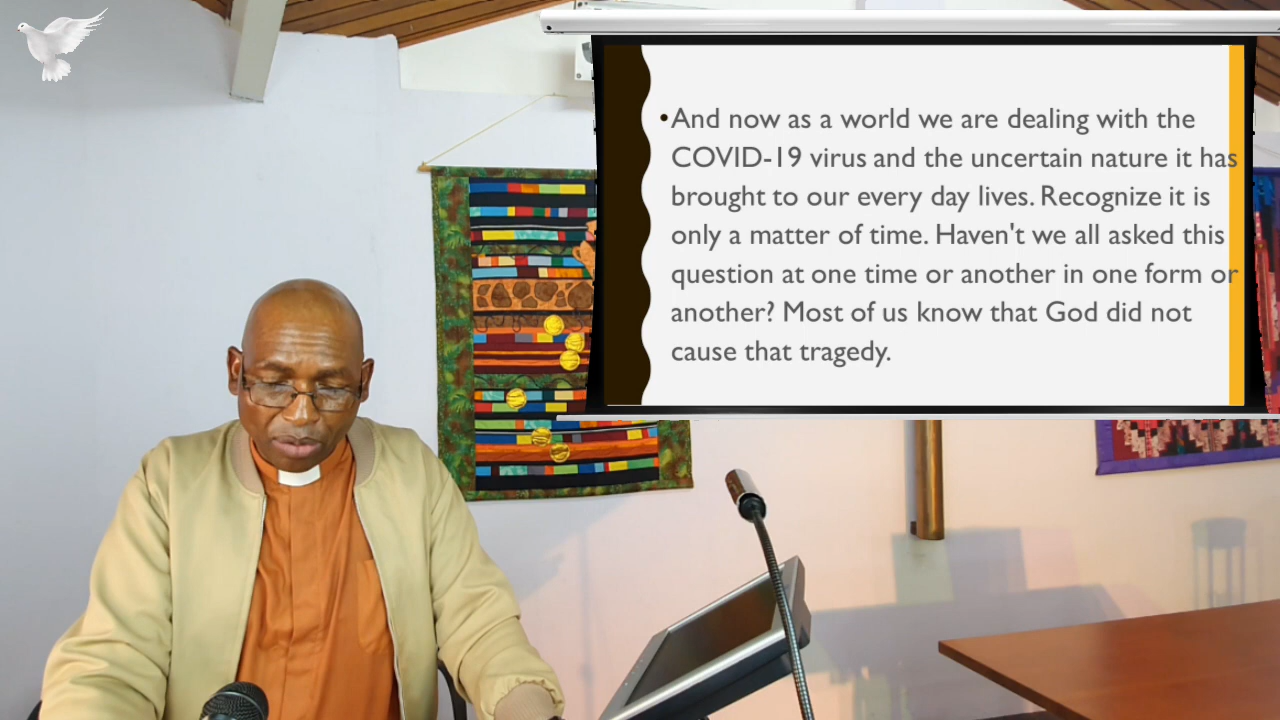 •And now as a world we are dealing with the
COVID-19 virus and the uncertain nature it has
brought to our every day lives. Recognize it is
only a matter of time. Haven't we all asked this
question at one time or another in one form or
another? Most of us know that God did not
cause that tragedy.